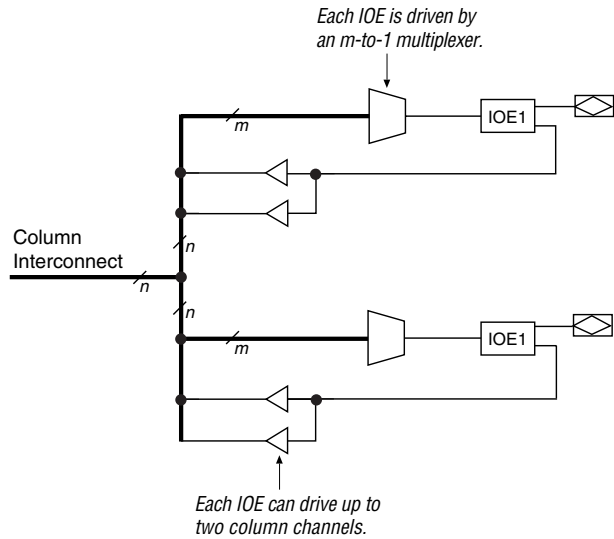 Each IOE is driven by
an m-to-1 multiplexer.
m
IOE1
Column
Interconnect
n
n
n
m
IOE1
Each IOE can drive up to
two column channels.